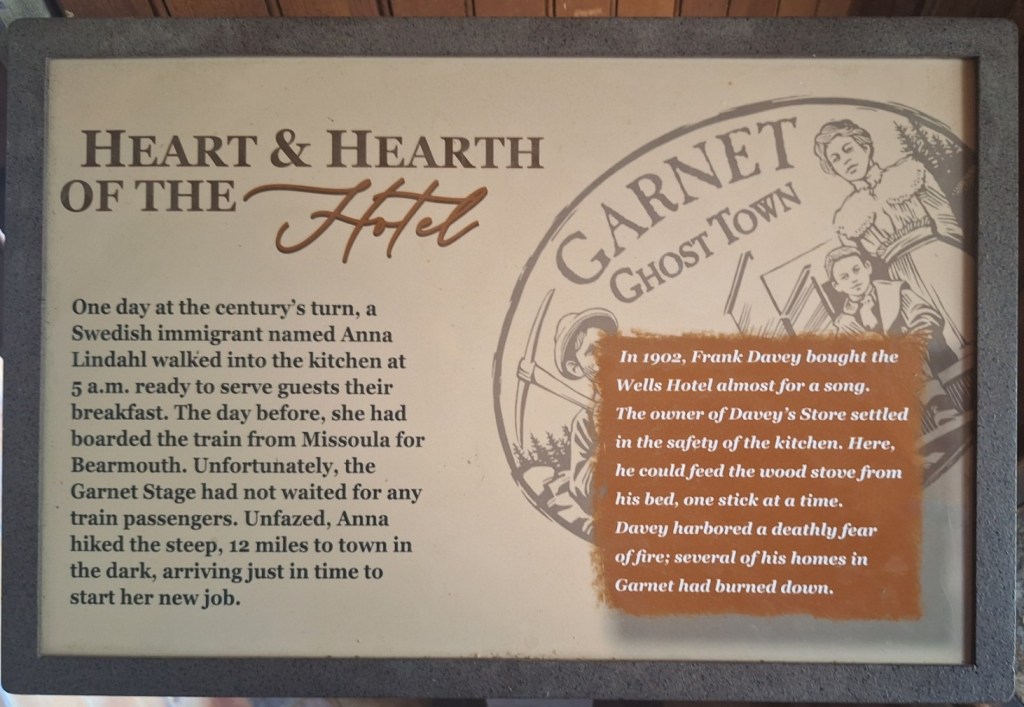 HEART & HEARTH
OF THE Hotel
One day at the century's turn, a
Swedish immigrant named Anna
Lindahl walked into the kitchen at
5 a.m. ready to serve guests their
breakfast. The day before, she had
boarded the train from Missoula for
Bearmouth. Unfortunately, the
Garnet Stage had not waited for any
train passengers. Unfazed, Anna
hiked the steep, 12 miles to town in
the dark, arriving just in time to
start her new job.
GARNET
GHOST TOWN
In 1902, Frank Davey bought the
Wells Hotel almost for a song.
The owner of Davey's Store settled
in the safety of the kitchen. Here,
he could feed the wood stove from
his bed, one stick at a time.
Davey harbored a deathly fear
of fire; several of his homes in
Garnet had burned down.